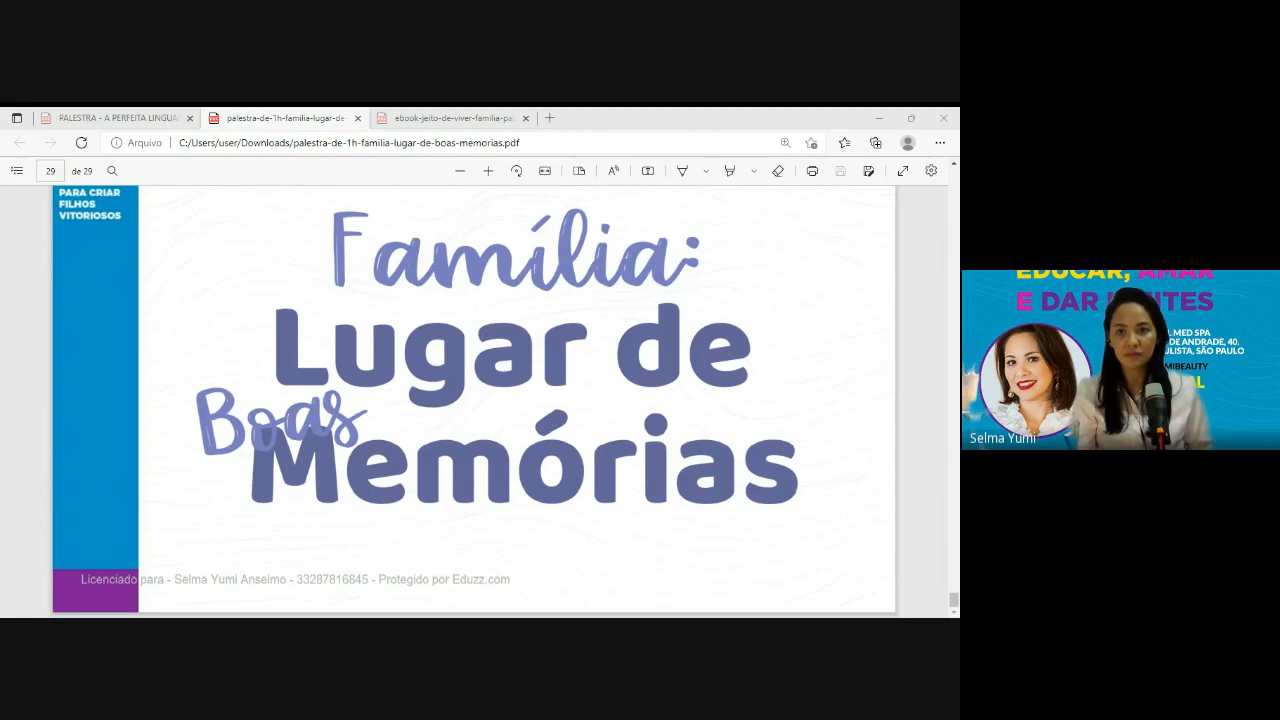 PALESTRA - A PERFEITA LINGUA
palestra-de-1h-familia-lugar-de-
ebook-jeito-de-viver-familia-pai
Arquivo
C:/Users/user/Downloads/palestra-de-1h-familia-lugar-de-boas-memorias.pdf
29
de 29
PARA CRIAR
FILHOS
VITORIOSOS
Família:
Lugar de
Boas
Memórias
Licenciado para - Selma Yumi Anselmo - 33287816845 - Protegido por Eduzz.com
EDUCAR, AMAR
E DAR
MED SPA
DE ANDRADE, 40.
SÃO PAULO
Selma Yumi